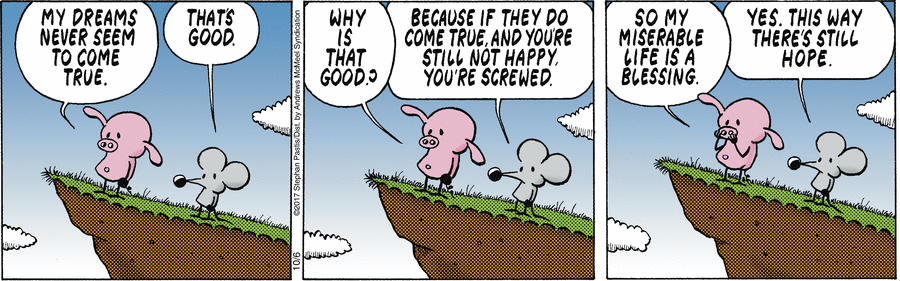 MY DREAMS
NEVER SEEM
TO COME
TRUE.
THAT'S
GOOD.
©2017 Stephan Pastis/Dist. by Andrews McMeel Syndication
10/6
WHY
IS
THAT
GOOD?
BECAUSE IF THEY DO
COME TRUE, AND YOU'RE
STILL NOT HAPPY,
YOU'RE SCREWED.
SO MY
MISERABLE
LIFE IS A
BLESSING.
YES. THIS WAY
THERE'S STILL
HOPE.